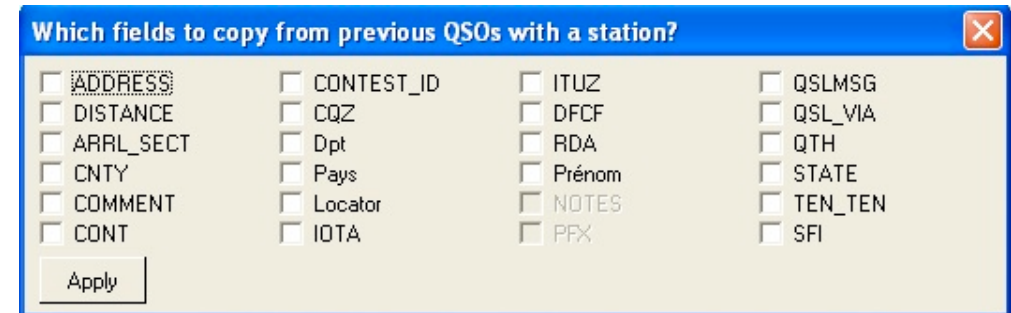 Which fields to copy from previous QSOs with a station?
ADDRESS CONTEST_ID ITUZ QSLMSG
DISTANCE CQZ DFCF QSL_VIA
ARRL_SECT Dpt RDA QTH
CNTY Pays Prénom STATE
COMMENT Locator NOTES TEN_TEN
CONT IOTA PFX SFI
Apply